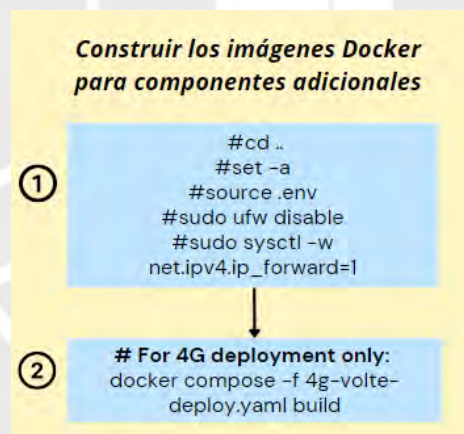 Construir los imágenes Docker
para componentes adicionales
1
#cd ..
#set -a
#source .env
#sudo ufw disable
#sudo sysctl -w
net.ipv4.ip_forward=1
2
# For 4G deployment only:
docker compose -f 4g-volte-
deploy.yaml build